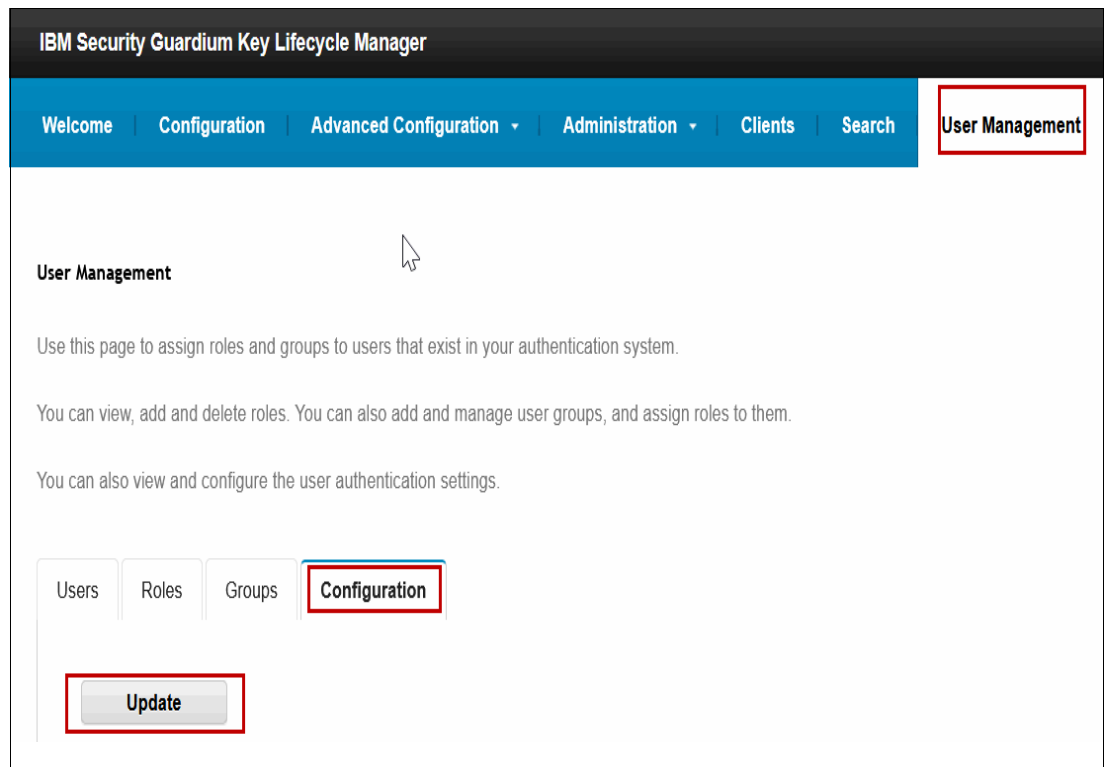 IBM Security Guardium Key Lifecycle Manager
Welcome Configuration Advanced Configuration Administration Clients Search User Management
User Management
Use this page to assign roles and groups to users that exist in your authentication system.
You can view, add and delete roles. You can also add and manage user groups, and assign roles to them.
You can also view and configure the user authentication settings.
Users Roles Groups Configuration
Update